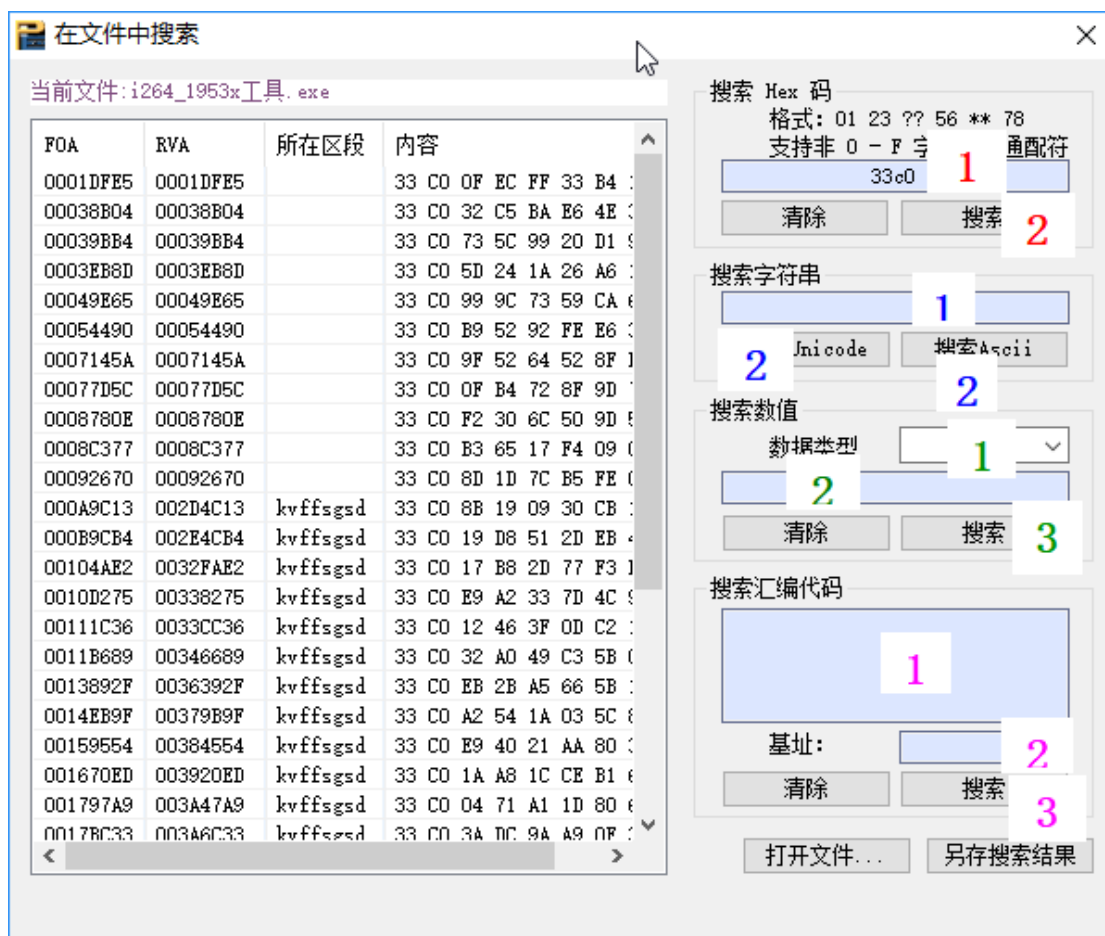 在文件中搜索
当前文件:i264_1953x工具.exe
FOA RVA 所在区段 内容
0001DFE5 0001DFE5 33 C0 0F EC FF 33 B4
00038B04 00038B04 33 C0 32 C5 BA E6 4E
00039BB4 00039BB4 33 C0 73 5C 99 20 D1
0003EB8D 0003EB8D 33 C0 5D 24 1A 26 A6
00049E65 00049E65 33 C0 99 9C 73 59 CA
00054490 00054490 33 C0 B9 52 92 FE E6
0007145A 0007145A 33 C0 9F 52 64 52 8F
00077D5C 00077D5C 33 C0 0F B4 72 8F 9D
0008780E 0008780E 33 C0 F2 30 6C 50 9D
0008C377 0008C377 33 C0 B3 65 17 F4 09
00092670 00092670 33 C0 8D 1D 7C B5 FE
000A9C13 002D4C13 kvffsgsd 33 C0 8B 19 09 30 CB
000B9CB4 002E4CB4 kvffsgsd 33 C0 19 D8 51 2D EB
00104AE2 0032FAE2 kvffsgsd 33 C0 17 B8 2D 77 F3
0010D275 00338275 kvffsgsd 33 C0 E9 A2 33 7D 4C
00111C36 0033CC36 kvffsgsd 33 C0 12 46 3F 0D C2
0011B689 00346689 kvffsgsd 33 C0 32 A0 49 C3 5B
0013892F 0036392F kvffsgsd 33 C0 EB 2B A5 66 5B
0014EB9F 00379B9F kvffsgsd 33 C0 A2 54 1A 03 5C
00159554 00384554 kvffsgsd 33 C0 E9 40 21 AA 80
001670ED 003920ED kvffsgsd 33 C0 1A A8 1C CE B1
001797A9 003A47A9 kvffsgsd 33 C0 04 71 A1 1D 80
0017BC33 003A6C33 kvffsgsd 33 C0 3A DC 9A A9 0F
搜索 Hex 码
格式: 01 23 ?? 56 ** 78
支持非 0 - F 字 通配符
33c0 1
清除 搜索 2
搜索字符串
1
2 Unicode 搜索Ascii
2
搜索数值
数据类型 1
2
清除 搜索 3
搜索汇编代码
1
基址: 2
清除 搜索 3
打开文件... 另存搜索结果